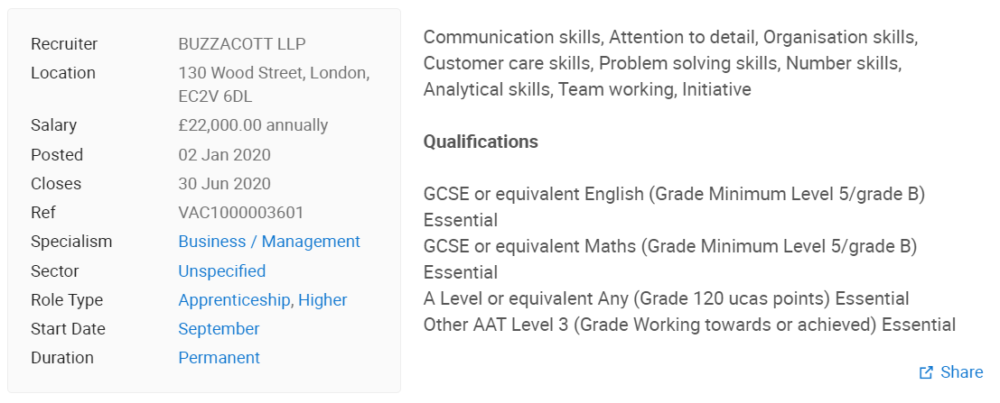 Recruiter BUZZACOTT LLP
Location 130 Wood Street, London,
EC2V 6DL
Salary £22,000.00 annually
Posted 02 Jan 2020
Closes 30 Jun 2020
Ref VAC1000003601
Specialism Business / Management
Sector Unspecified
Role Type Apprenticeship, Higher
Start Date September
Duration Permanent
Communication skills, Attention to detail, Organisation skills,
Customer care skills, Problem solving skills, Number skills,
Analytical skills, Team working, Initiative
Qualifications
GCSE or equivalent English (Grade Minimum Level 5/grade B)
Essential
GCSE or equivalent Maths (Grade Minimum Level 5/grade B)
Essential
A Level or equivalent Any (Grade 120 ucas points) Essential
Other AAT Level 3 (Grade Working towards or achieved) Essential
Share